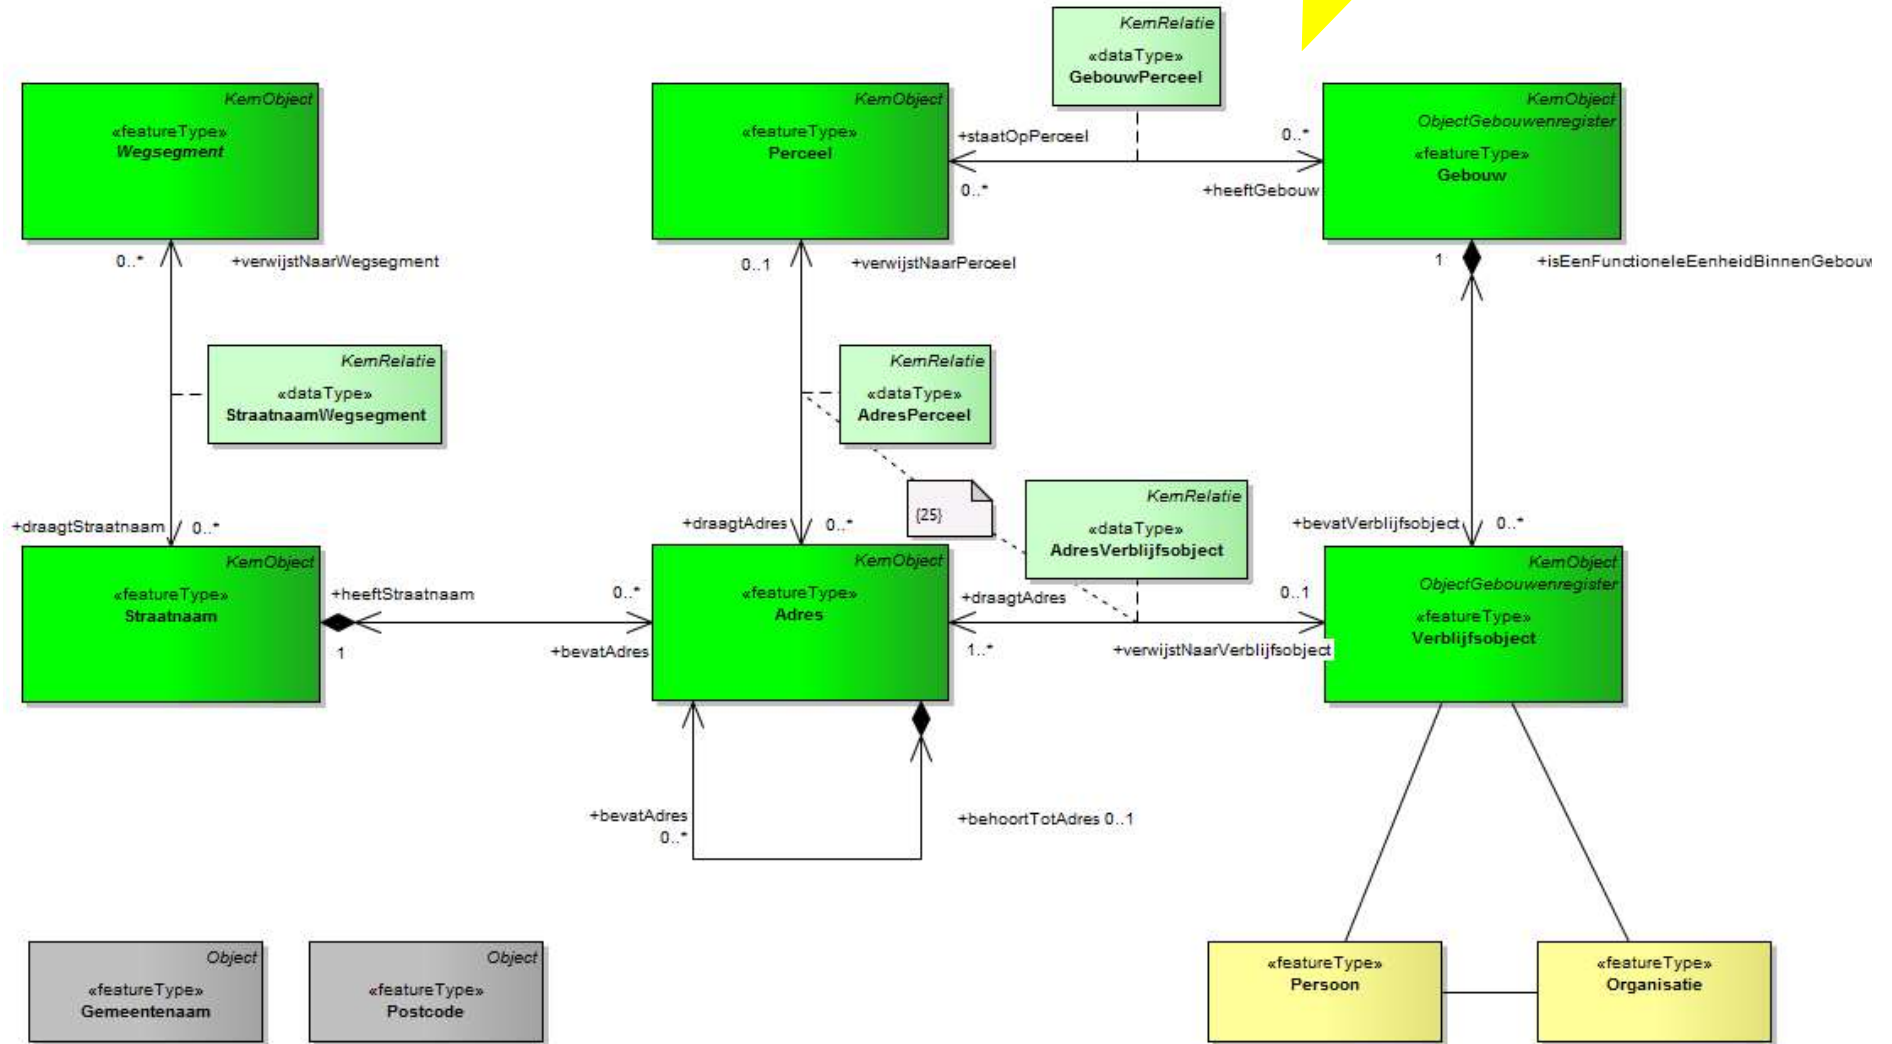 KernRelatie
«dataType»
GebouwPerceel
KernObject
«featureType»
Wegsegment
KernObject
«featureType»
Perceel
+staatOpPerceel
0..*
0..*
+heeftGebouw
KernObject
ObjectGebouwenregister
«featureType»
Gebouw
0..*
+verwijstNaarWegsegment
0..1
+verwijstNaarPerceel
1
+isEenFunctioneleEenheidBinnenGebouw
KernRelatie
«dataType»
StraatnaamWegsegment
KernRelatie
«dataType»
AdresPerceel
{25}
KernRelatie
«dataType»
AdresVerblijfsobject
+draagtStraatnaam
0..*
+draagtAdres
0..*
+bevatVerblijfsobject
0..*
KernObject
«featureType»
Straatnaam
+heeftStraatnaam
0..*
1
+bevatAdres
KernObject
«featureType»
Adres
+draagtAdres
0..1
1..*
+verwijstNaarVerblijfsobject
KernObject
ObjectGebouwenregister
«featureType»
Verblijfsobject
+bevatAdres
0..*
+behoortTotAdres 0..1
Object
«featureType»
Gemeentenaam
Object
«featureType»
Postcode
«featureType»
Persoon
«featureType»
Organisatie